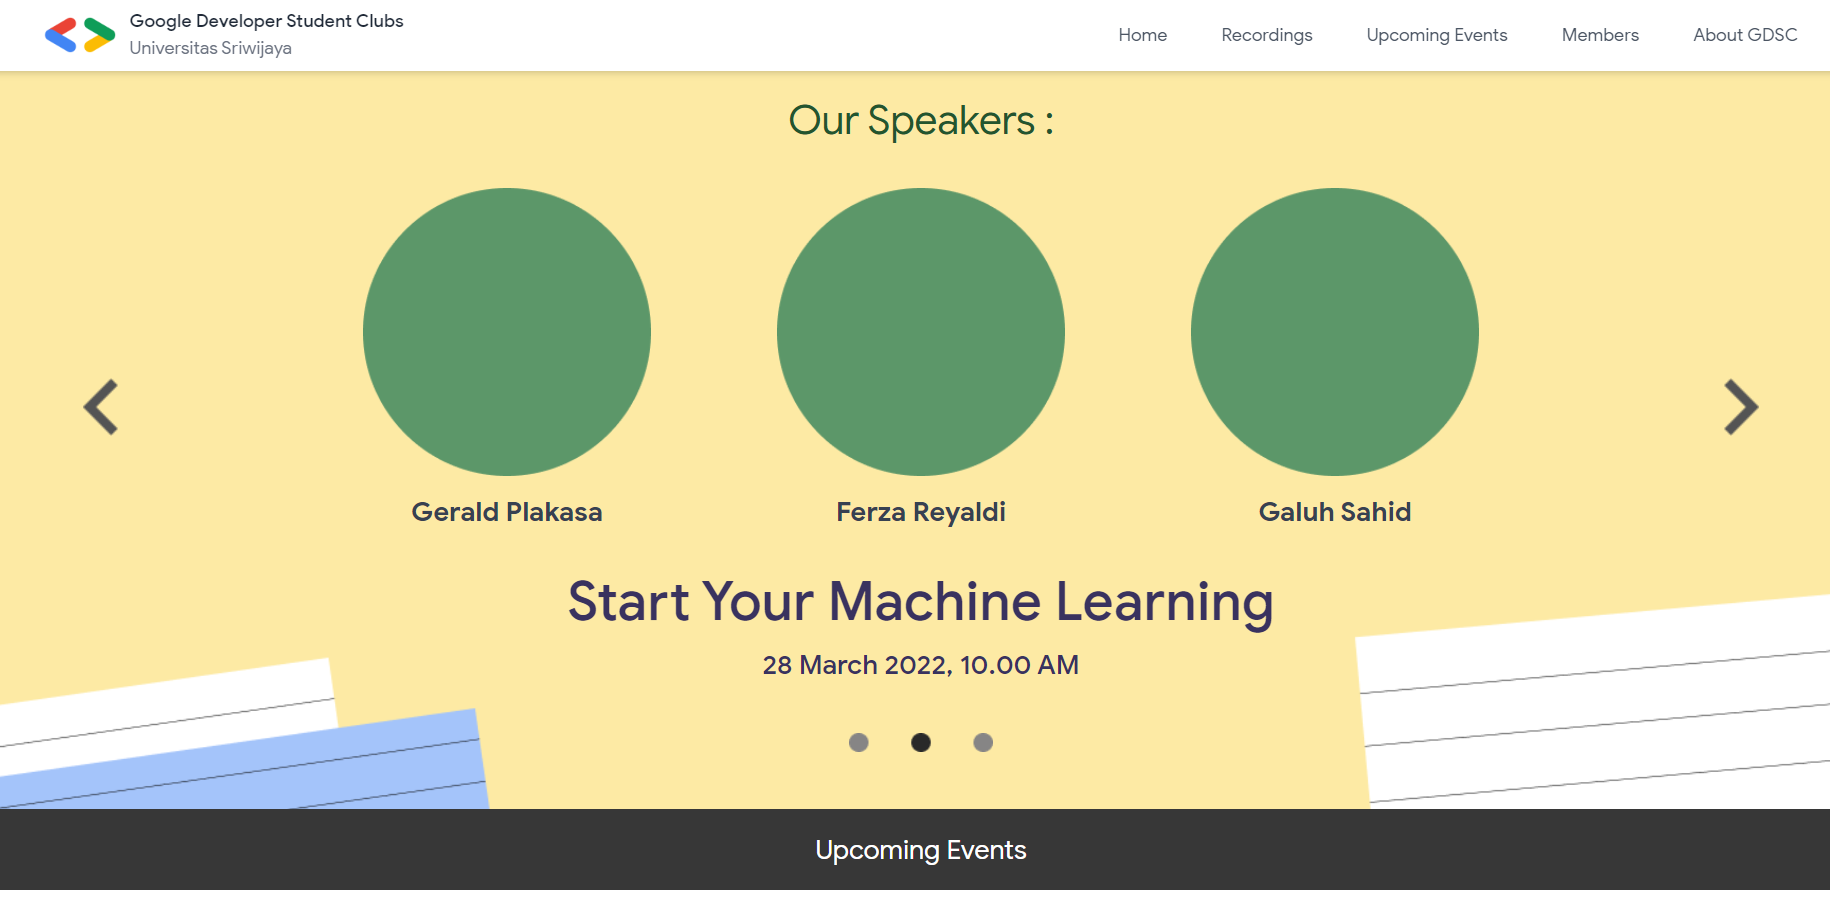 Google Developer Student Clubs
Universitas Sriwijaya
Home
Recordings
Upcoming Events
Members
About GDSC
Our Speakers :
Gerald Plakasa
Ferza Reyaldi
Galuh Sahid
Start Your Machine Learning
28 March 2022, 10.00 AM
Upcoming Events